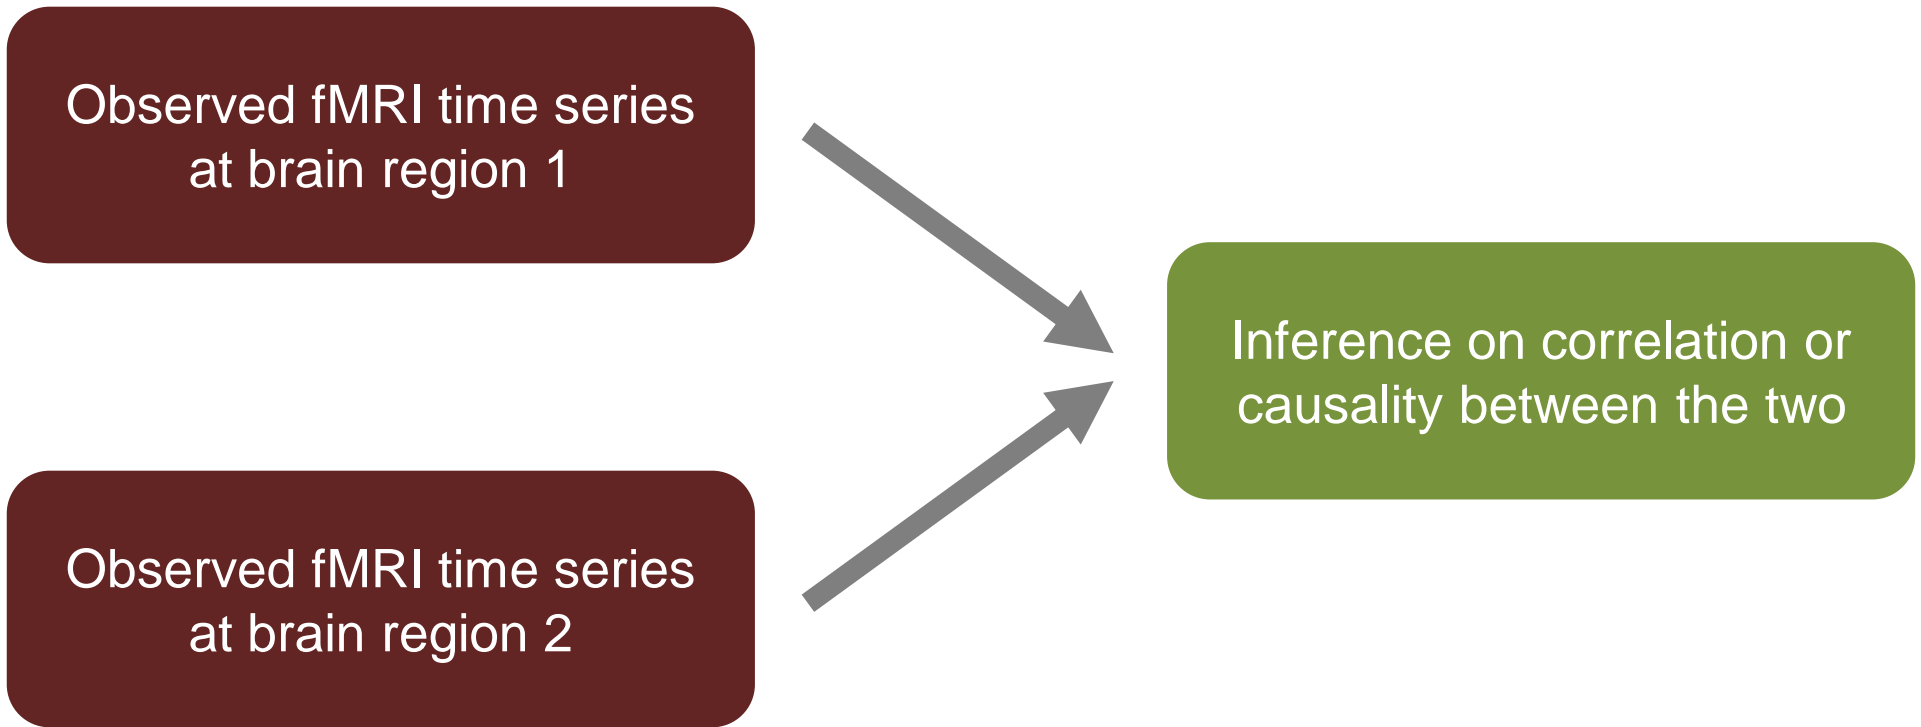 Observed fMRI time series
at brain region 1
Inference on correlation or
causality between the two
Observed fMRI time series
at brain region 2